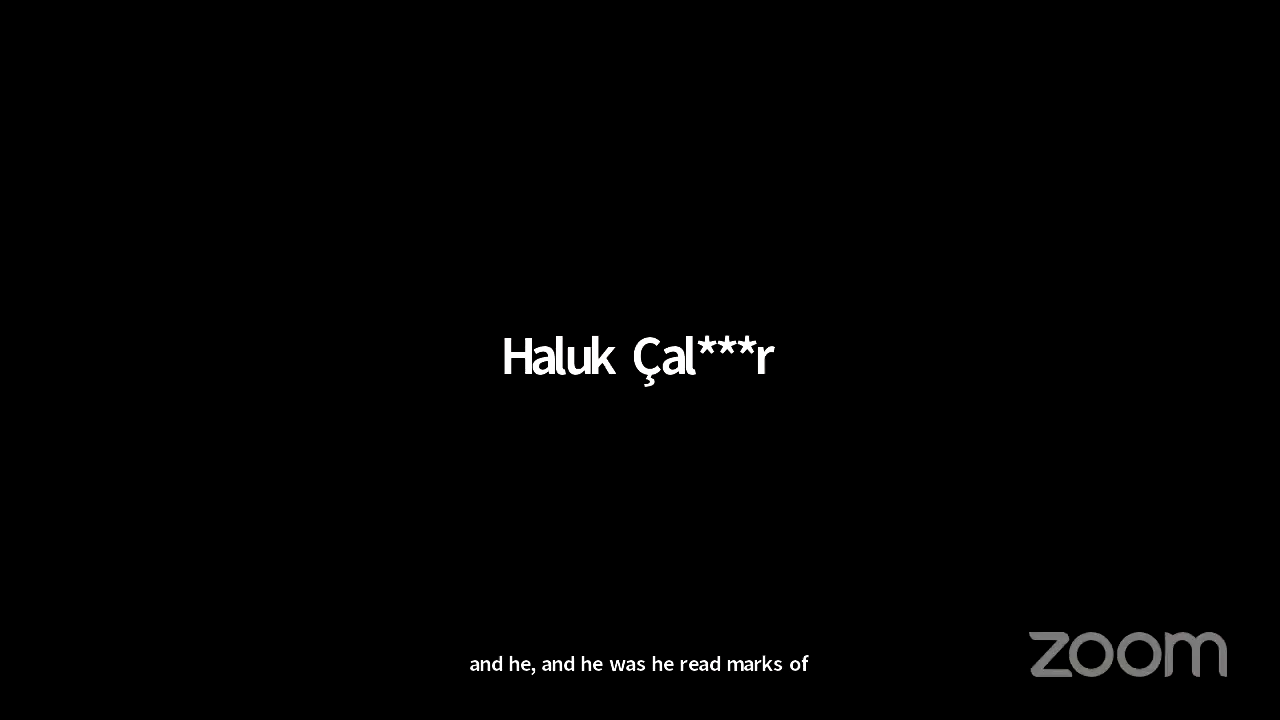 Haluk Çal***r
and he, and he was he read marks of
zoom